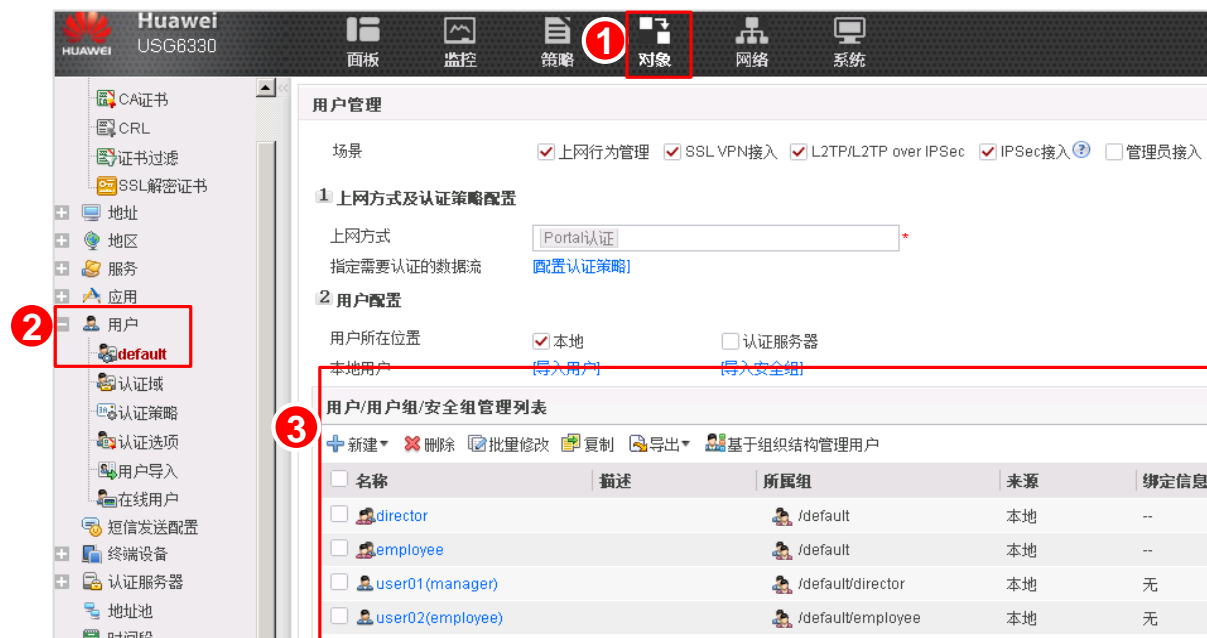 Huawei
USG6330
HUAWEI
面板
监控
策略
1
对象
网络
系统
CA证书
CRL
证书过滤
SSL解密证书
地址
地区
服务
应用
2
用户
default
认证域
认证策略
认证选项
用户导入
在线用户
短信发送配置
终端设备
认证服务器
地址池
时间段
用户管理
场景 上网行为管理 SSL VPN接入 L2TP/L2TP over IPSec IPSec接入 ? 管理员接入
1 上网方式及认证策略配置
上网方式 Portal认证 *
指定需要认证的数据流 [配置认证策略]
2 用户配置
用户所在位置 本地 认证服务器
本地用户 [导入用户] [导入安全组]
3
用户/用户组/安全组管理列表
新建 删除 批量修改 复制 导出 基于组织结构管理用户
名称 描述 所属组 来源 绑定信息
director /default 本地 --
employee /default 本地 --
user01(manager) /default/director 本地 无
user02(employee) /default/employee 本地 无